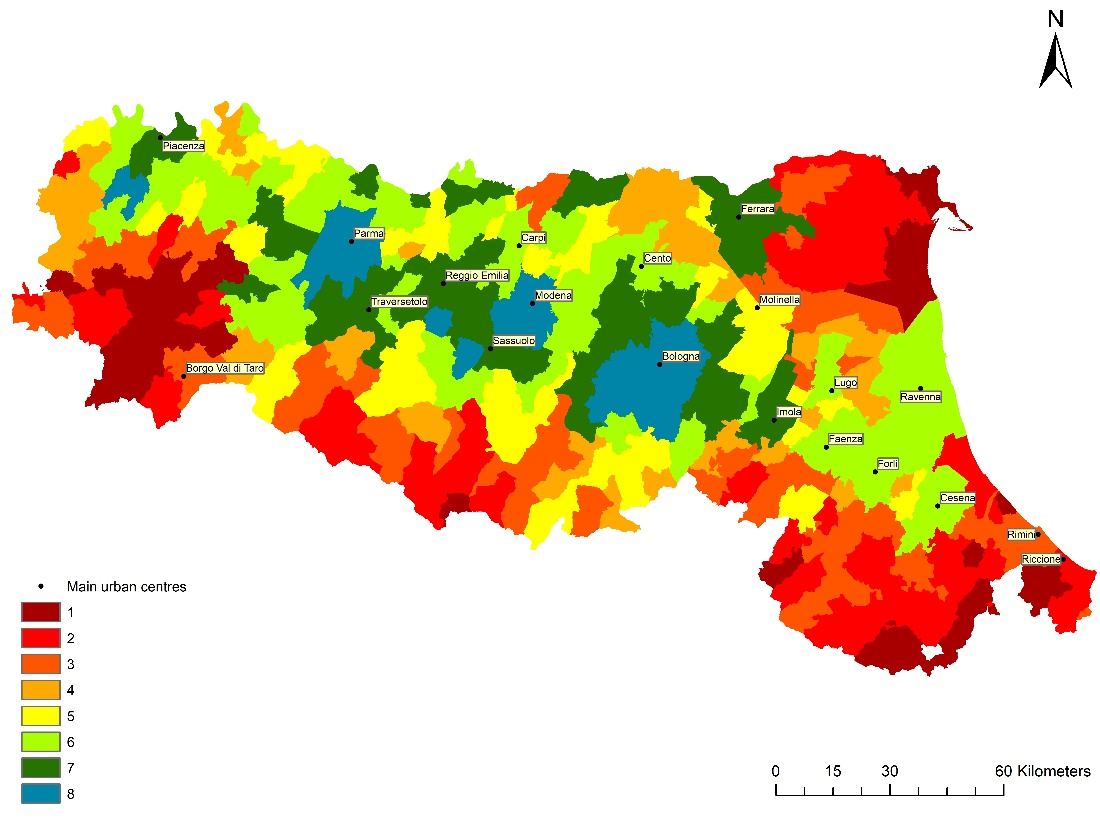 N
Piacenza
Ferrara
Parma
Carpi
Cento
Reggio Emilia
Modena
Traversetolo
Molinella
Sassuolo
Bologna
Borgo Val di Taro
Lugo
Ravenna
Imola
Faenza
Forlì
Cesena
Rimini
Riccione
Main urban centres
1
2
3
4
5
6
7
8
0 15 30 60 Kilometers